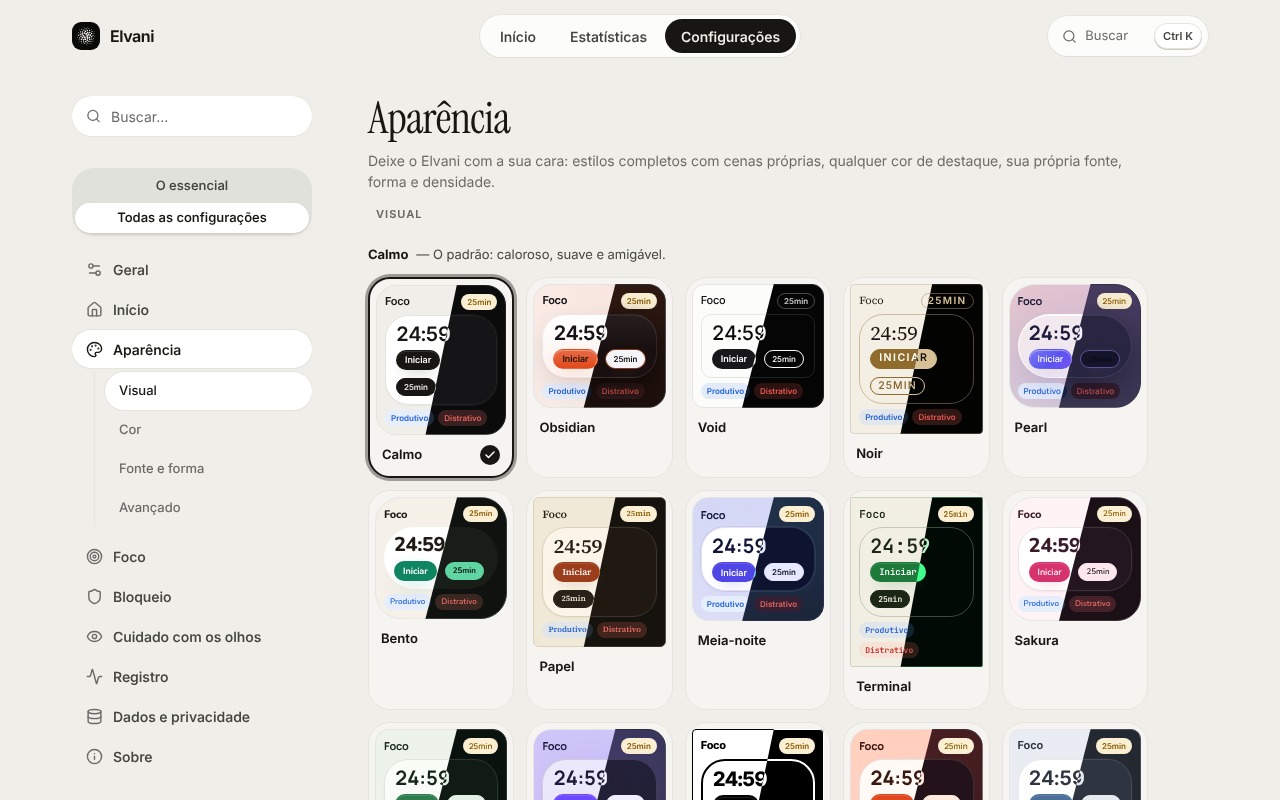 Elvani
Início
Estatísticas
Configurações
Buscar
Ctrl K
Buscar...
O essencial
Todas as configurações
Geral
Início
Aparência
Visual
Cor
Fonte e forma
Avançado
Foco
Bloqueio
Cuidado com os olhos
Registro
Dados e privacidade
Sobre
Aparência
Deixe o Elvani com a sua cara: estilos completos com cenas próprias, qualquer cor de destaque, sua própria fonte,
forma e densidade.
VISUAL
Calmo — O padrão: caloroso, suave e amigável.
Foco
25min
24:59
Iniciar
25min
Produtivo
Distrativo
Calmo
Foco
25min
24:59
Iniciar
25min
Produtivo
Distrativo
Obsidian
Foco
25min
24:59
Iniciar
25min
Produtivo
Distrativo
Void
Foco
25MIN
24:59
INICIAR
25MIN
Produtivo
Distrativo
Noir
Foco
25min
24:59
Iniciar
Produtivo
Distrativo
Pearl
Foco
25min
24:59
Iniciar
25min
Produtivo
Distrativo
Bento
Foco
25min
24:59
Iniciar
25min
Produtivo
Distrativo
Papel
Foco
25min
24:59
Iniciar
25min
Produtivo
Distrativo
Meia-noite
Foco
25min
24:59
Iniciar
25min
Produtivo
Distrativo
Terminal
Foco
25min
24:59
Iniciar
25min
Produtivo
Distrativo
Sakura
Foco
25min
24:59
Foco
25min
24:59
Foco
25min
24:59
Foco
25min
24:59
Foco
25min
24:59